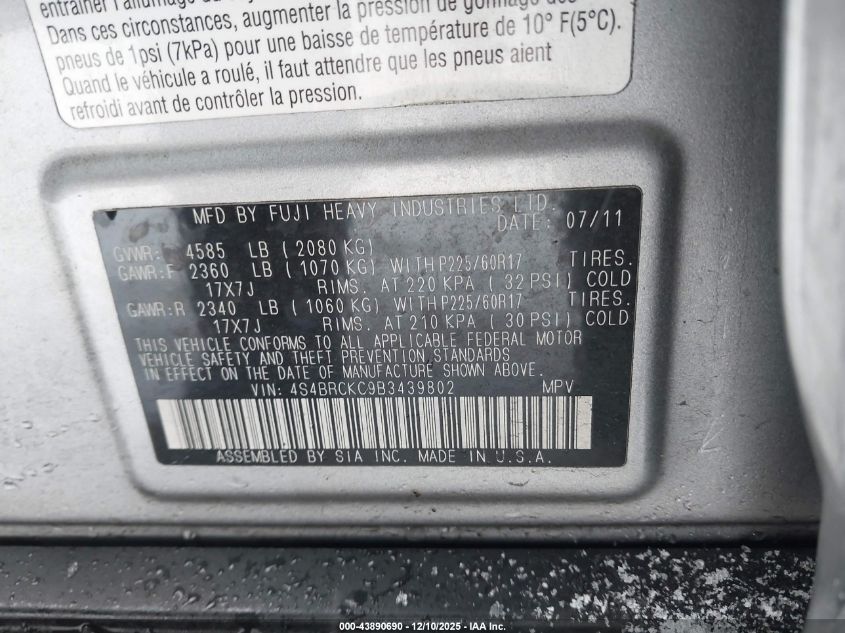 Dans ces circonstances, augmenter la pression de gonflage des
pneus de 1psi (7kPa) pour une baisse de température de 10° F(5°C).
Quand le véhicule a roulé, il faut attendre que les pneus aient
refroidi avant de contrôler la pression.
MFD BY FUJI HEAVY INDUSTRIES LTD.
DATE: 07/11
GVWR: 4585 LB (2080 KG)
GAWR:F 2360 LB (1070 KG) WITH P225/60R17 TIRES.
17X7J RIMS. AT 220 KPA (32 PSI) COLD
GAWR:R 2340 LB (1060 KG) WITH P225/60R17 TIRES.
17X7J RIMS. AT 210 KPA (30 PSI) COLD
THIS VEHICLE CONFORMS TO ALL APPLICABLE FEDERAL MOTOR
VEHICLE SAFETY AND THEFT PREVENTION STANDARDS
IN EFFECT ON THE DATE OF MANUFACTURE SHOWN ABOVE.
VIN: 4S4BRCKC9B3439802 MPV
ASSEMBLED BY SIA INC. MADE IN U.S.A.
000-43890690 - 12/10/2025 - IAA Inc.